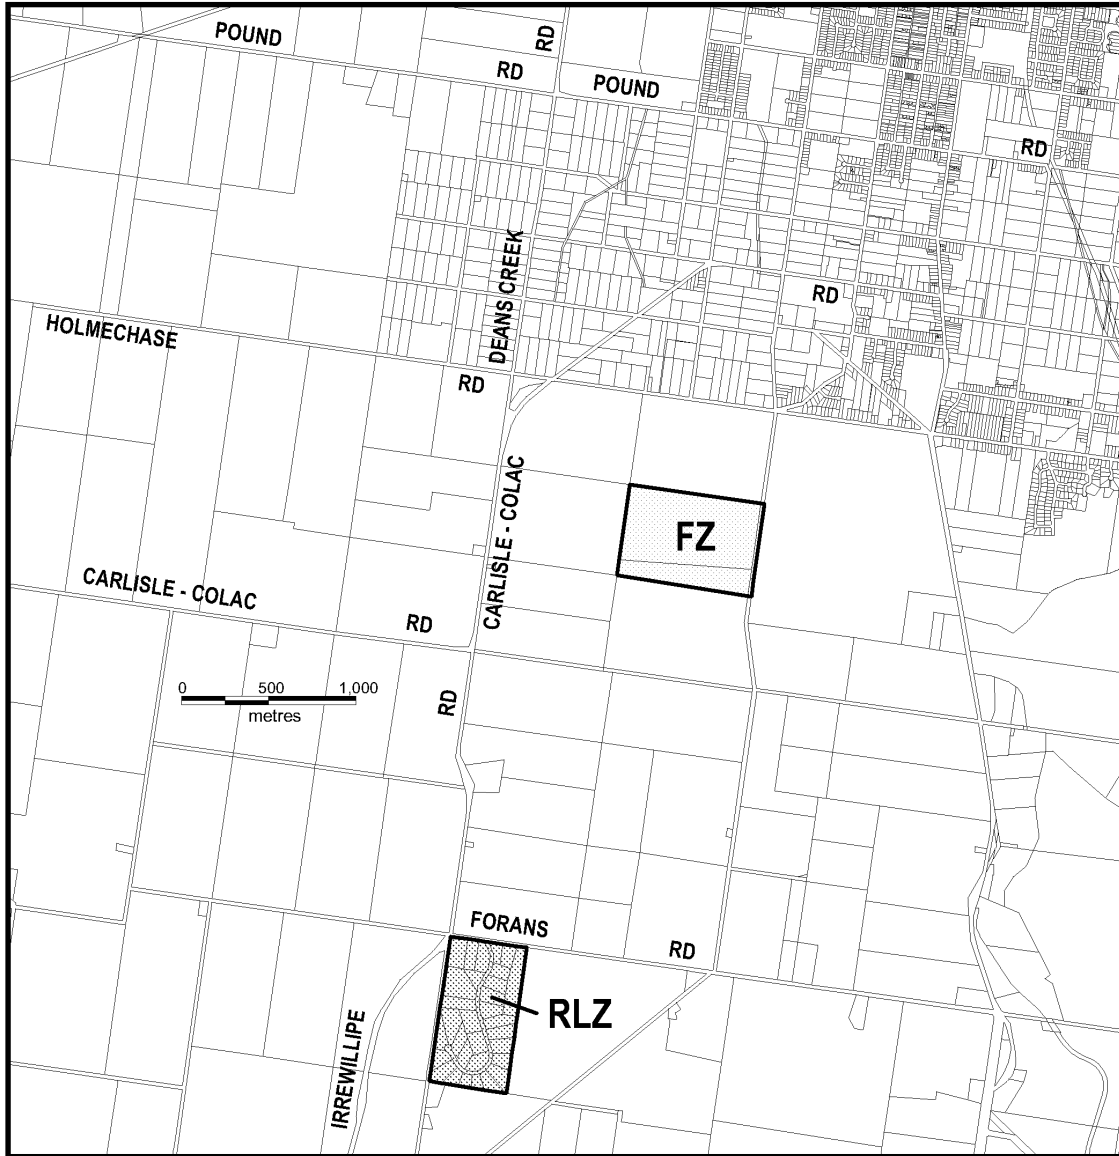 POUND
RD
RD
POUND
RD
DEANS CREEK
RD
HOLMECHASE
RD
CARLISLE - COLAC
FZ
CARLISLE - COLAC
RD
0 500 1,000
metres
RD
FORANS
RD
RLZ
IRREWILLIPE